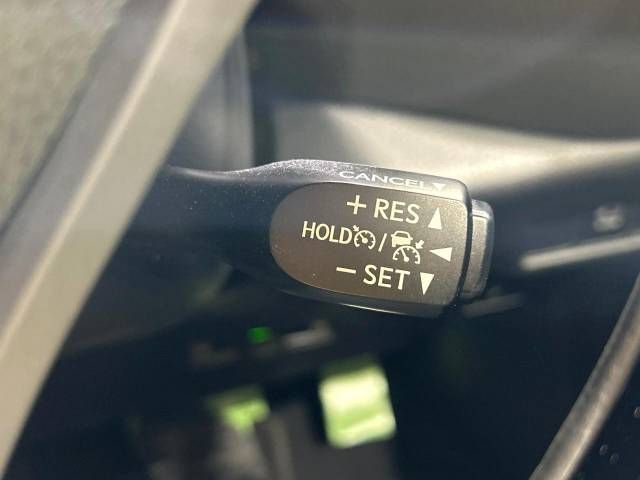 CANCEL▼
+ RES ▲
HOLD / ◀
− SET ▼